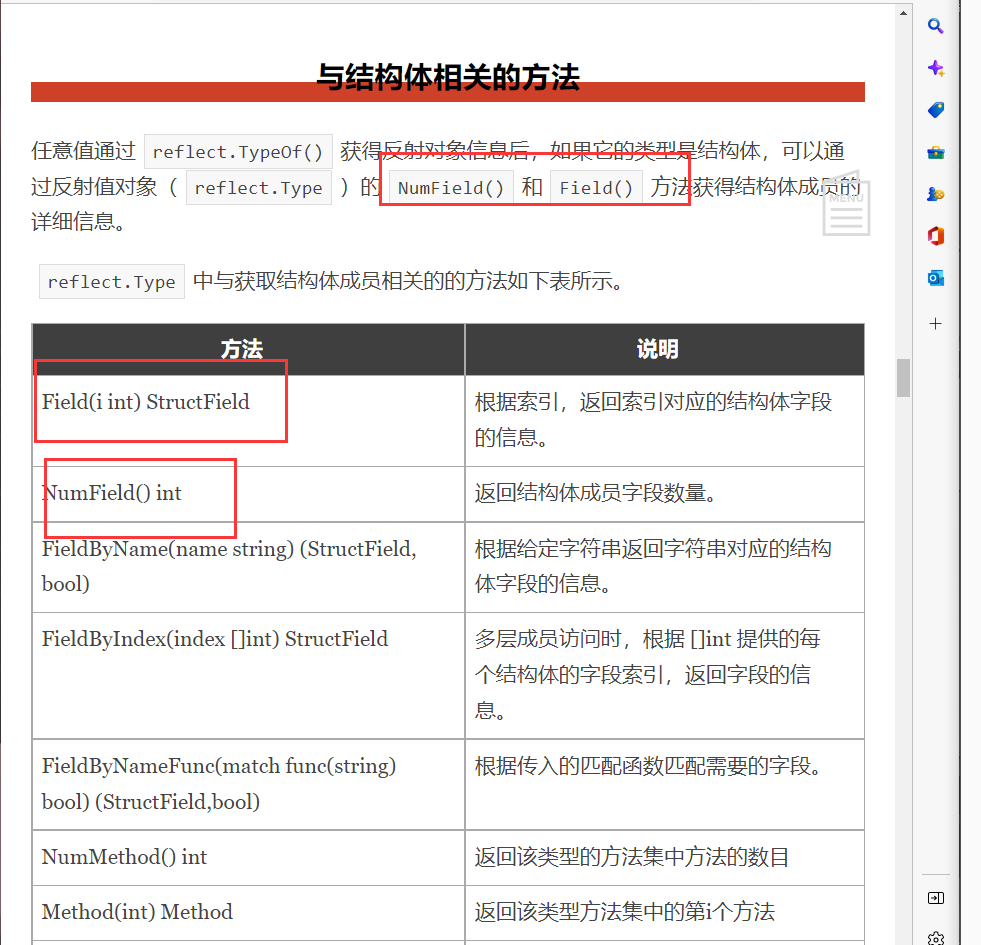 与结构体相关的方法
任意值通过 reflect.TypeOf() 获得反射对象信息后，如果它的类型是结构体，可以通
过反射值对象（ reflect.Type ）的 NumField() 和 Field() 方法获得结构体成员的
详细信息。
MENU
reflect.Type 中与获取结构体成员相关的的方法如下表所示。
方法 说明
Field(i int) StructField 根据索引，返回索引对应的结构体字段
的信息。
NumField() int 返回结构体成员字段数量。
FieldByName(name string) (StructField, 根据给定字符串返回字符串对应的结构
bool) 体字段的信息。
FieldByIndex(index []int) StructField 多层成员访问时，根据 []int 提供的每
个结构体的字段索引，返回字段的信
息。
FieldByNameFunc(match func(string) 根据传入的匹配函数匹配需要的字段。
bool) (StructField,bool)
NumMethod() int 返回该类型的方法集中方法的数目
Method(int) Method 返回该类型方法集中的第i个方法